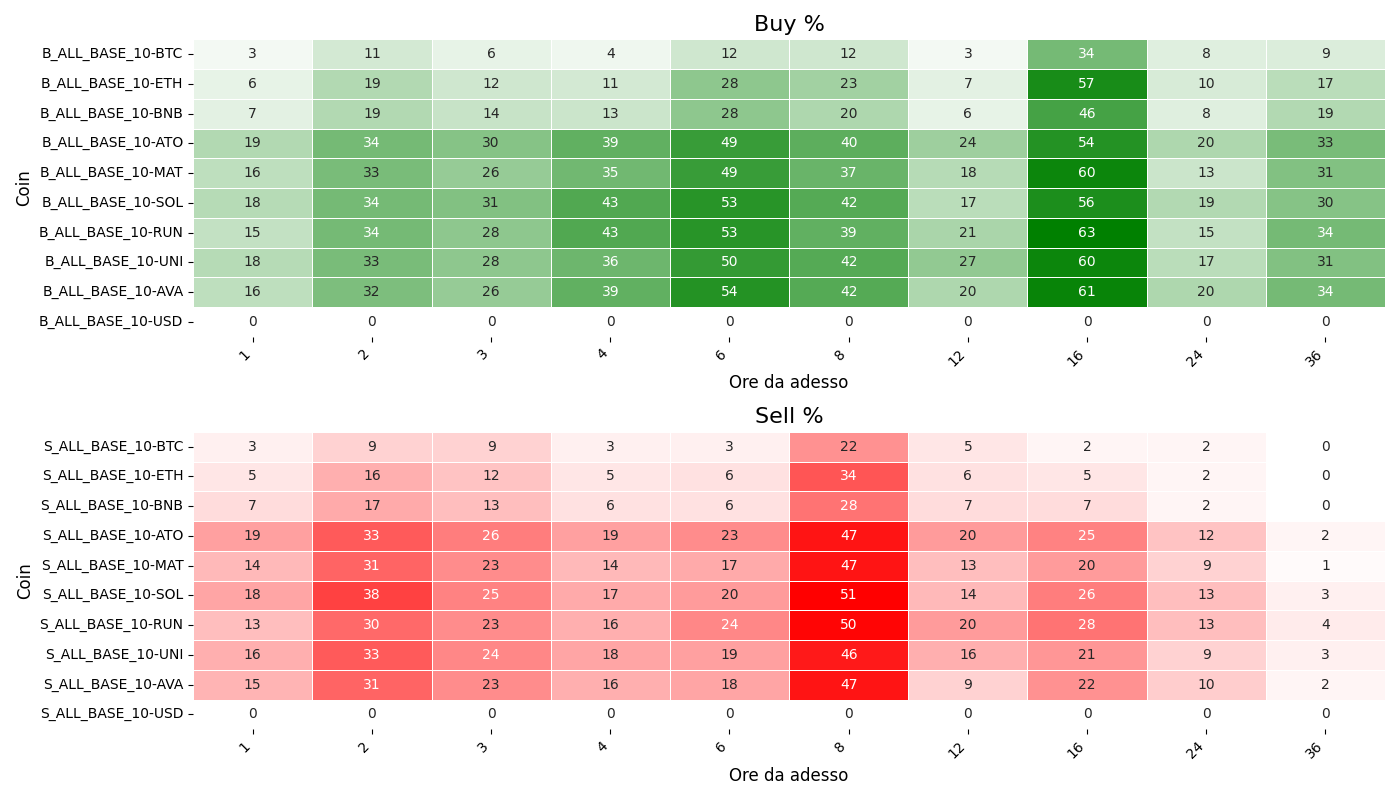 Buy %
Coin
B_ALL_BASE_10-BTC 3 11 6 4 12 12 3 34 8 9
B_ALL_BASE_10-ETH 6 19 12 11 28 23 7 57 10 17
B_ALL_BASE_10-BNB 7 19 14 13 28 20 6 46 8 19
B_ALL_BASE_10-ATO 19 34 30 39 49 40 24 54 20 33
B_ALL_BASE_10-MAT 16 33 26 35 49 37 18 60 13 31
B_ALL_BASE_10-SOL 18 34 31 43 53 42 17 56 19 30
B_ALL_BASE_10-RUN 15 34 28 43 53 39 21 63 15 34
B_ALL_BASE_10-UNI 18 33 28 36 50 42 27 60 17 31
B_ALL_BASE_10-AVA 16 32 26 39 54 42 20 61 20 34
B_ALL_BASE_10-USD 0 0 0 0 0 0 0 0 0 0
1 2 3 4 6 8 12 16 24 36
Ore da adesso
Sell %
Coin
S_ALL_BASE_10-BTC 3 9 9 3 3 22 5 2 2 0
S_ALL_BASE_10-ETH 5 16 12 5 6 34 6 5 2 0
S_ALL_BASE_10-BNB 7 17 13 6 6 28 7 7 2 0
S_ALL_BASE_10-ATO 19 33 26 19 23 47 20 25 12 2
S_ALL_BASE_10-MAT 14 31 23 14 17 47 13 20 9 1
S_ALL_BASE_10-SOL 18 38 25 17 20 51 14 26 13 3
S_ALL_BASE_10-RUN 13 30 23 16 24 50 20 28 13 4
S_ALL_BASE_10-UNI 16 33 24 18 19 46 16 21 9 3
S_ALL_BASE_10-AVA 15 31 23 16 18 47 9 22 10 2
S_ALL_BASE_10-USD 0 0 0 0 0 0 0 0 0 0
1 2 3 4 6 8 12 16 24 36
Ore da adesso